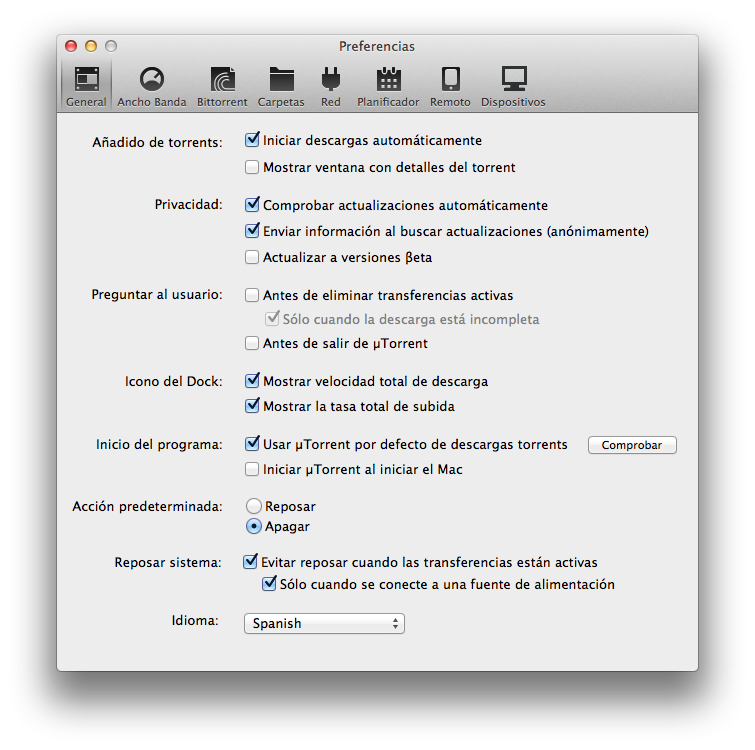 Preferencias
General Ancho Banda Bittorrent Carpetas Red Planificador Remoto Dispositivos
Añadido de torrents: Iniciar descargas automáticamente
Mostrar ventana con detalles del torrent
Privacidad: Comprobar actualizaciones automáticamente
Enviar información al buscar actualizaciones (anónimamente)
Actualizar a versiones βeta
Preguntar al usuario: Antes de eliminar transferencias activas
Sólo cuando la descarga está incompleta
Antes de salir de µTorrent
Icono del Dock: Mostrar velocidad total de descarga
Mostrar la tasa total de subida
Inicio del programa: Usar µTorrent por defecto de descargas torrents Comprobar
Iniciar µTorrent al iniciar el Mac
Acción predeterminada: Reposar
Apagar
Reposar sistema: Evitar reposar cuando las transferencias están activas
Sólo cuando se conecte a una fuente de alimentación
Idioma: Spanish